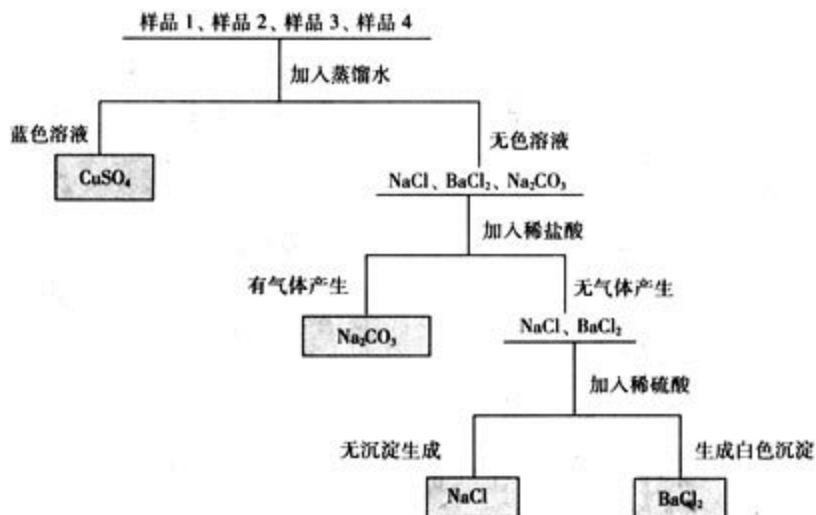 样品1、样品2、样品3、样品4
加入蒸馏水
蓝色溶液
无色溶液
CuSO₄
NaCl、BaCl₂、Na₂CO₃
加入稀盐酸
有气体产生
无气体产生
Na₂CO₃
NaCl、BaCl₂
加入稀硫酸
无沉淀生成
生成白色沉淀
NaCl
BaCl₂